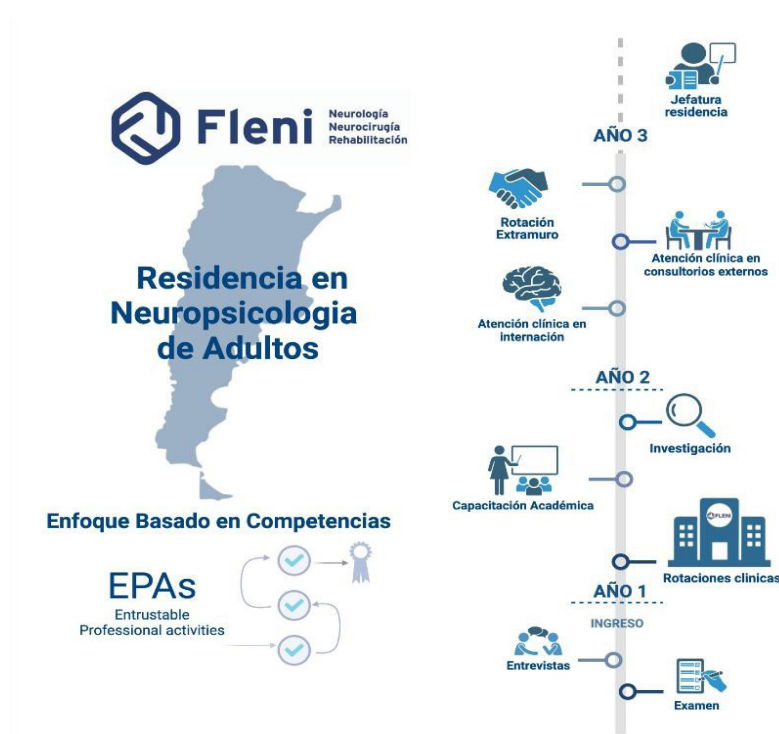 Fleni
Neurología
Neurocirugía
Rehabilitación
Residencia en
Neuropsicologia
de Adultos
Enfoque Basado en Competencias
EPAs
Entrustable
Professional activities
Jefatura
residencia
AÑO 3
Rotación
Extramuro
Atención clínica en
consultorios externos
Atención clínica en
internación
AÑO 2
Investigación
Capacitación Académica
FLENI
Rotaciones clinicas
AÑO 1
INGRESO
Entrevistas
Examen